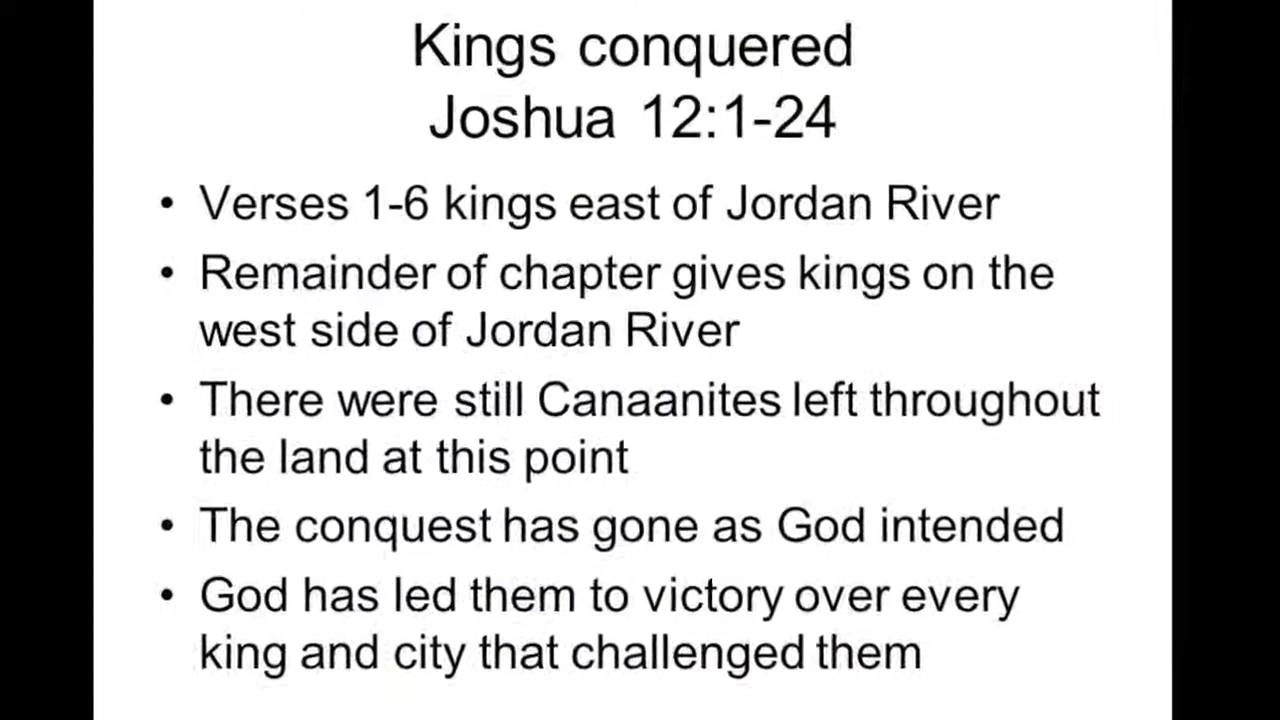 Kings conquered
Joshua 12:1-24
• Verses 1-6 kings east of Jordan River
• Remainder of chapter gives kings on the
west side of Jordan River
• There were still Canaanites left throughout
the land at this point
• The conquest has gone as God intended
• God has led them to victory over every
king and city that challenged them